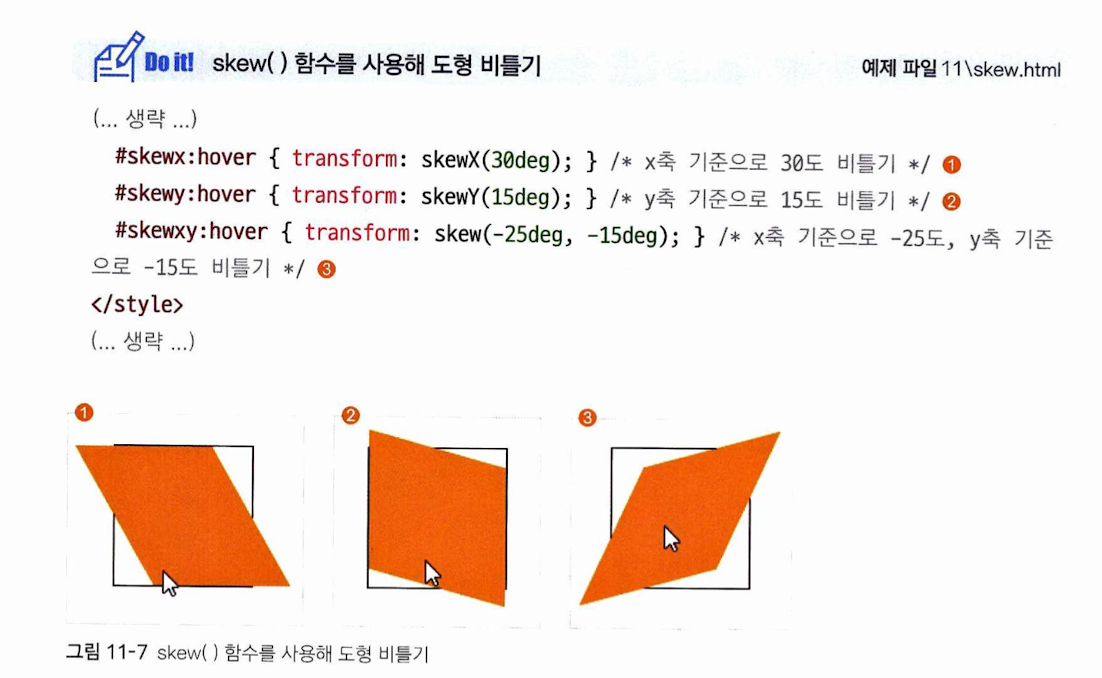 Do it! skew( ) 함수를 사용해 도형 비틀기 예제 파일 11\skew.html
(... 생략 ...)
#skewx:hover { transform: skewX(30deg); } /* x축 기준으로 30도 비틀기 */ ❶
#skewy:hover { transform: skewY(15deg); } /* y축 기준으로 15도 비틀기 */ ❷
#skewxy:hover { transform: skew(-25deg, -15deg); } /* x축 기준으로 -25도, y축 기준
으로 -15도 비틀기 */ ❸
</style>
(... 생략 ...)
❶ ❷ ❸
그림 11-7 skew( ) 함수를 사용해 도형 비틀기